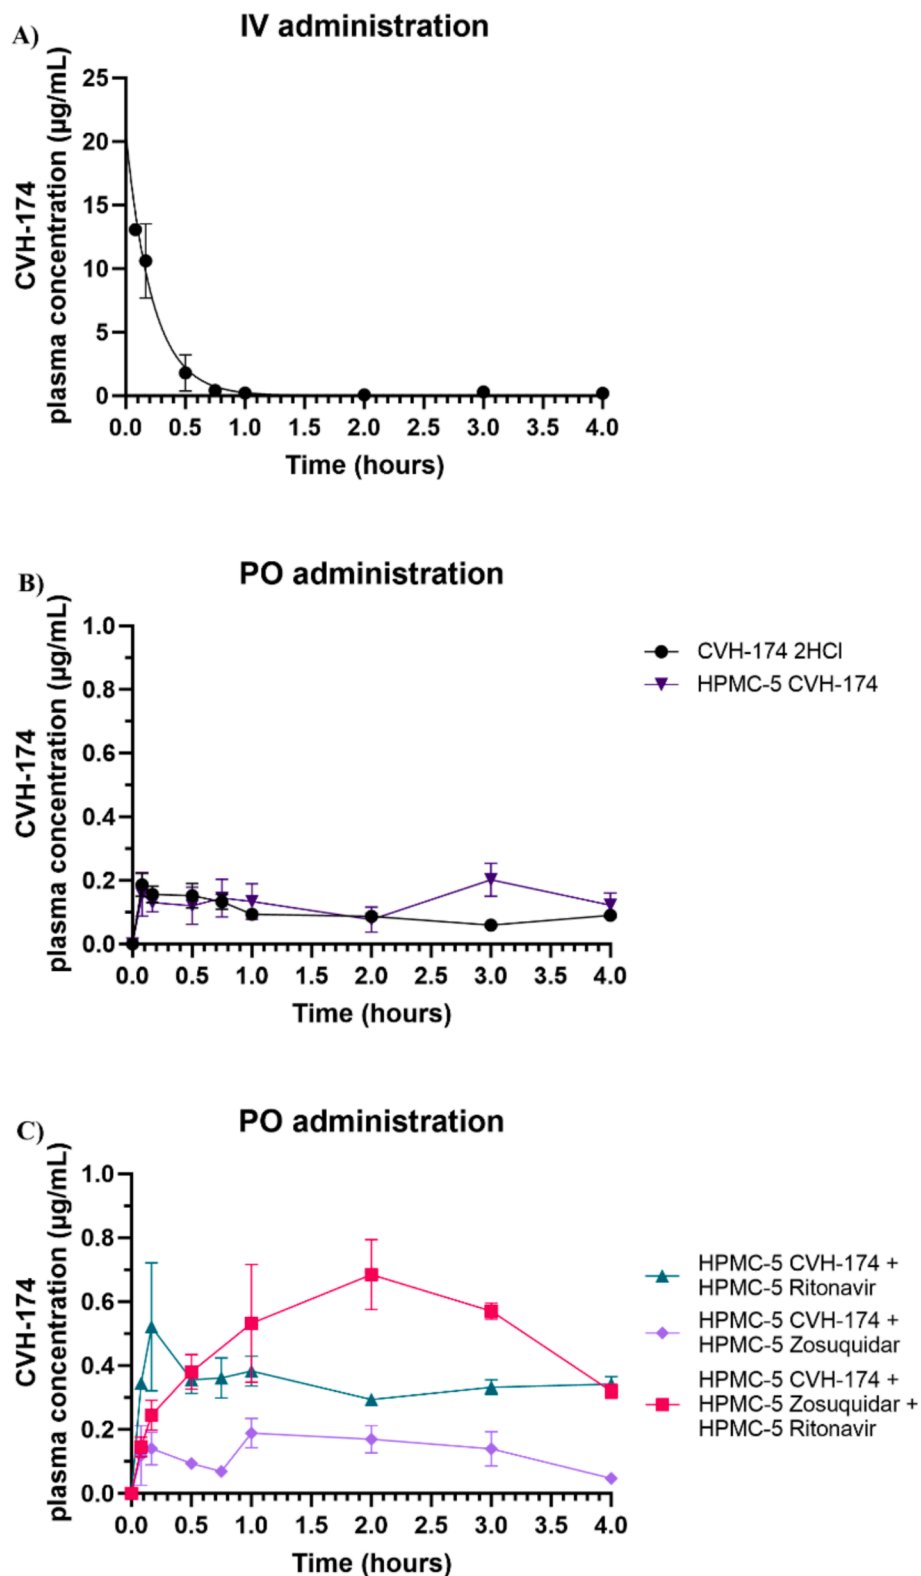 A)
IV administration
CVH-174
plasma concentration (µg/mL)
25
20
15
10
5
0
0.0 0.5 1.0 1.5 2.0 2.5 3.0 3.5 4.0
Time (hours)
B)
PO administration
CVH-174
plasma concentration (µg/mL)
1.0
0.8
0.6
0.4
0.2
0.0
0.0 0.5 1.0 1.5 2.0 2.5 3.0 3.5 4.0
Time (hours)
CVH-174 2HCl
HPMC-5 CVH-174
C)
PO administration
CVH-174
plasma concentration (µg/mL)
1.0
0.8
0.6
0.4
0.2
0.0
0.0 0.5 1.0 1.5 2.0 2.5 3.0 3.5 4.0
Time (hours)
HPMC-5 CVH-174 +
HPMC-5 Ritonavir
HPMC-5 CVH-174 +
HPMC-5 Zosuquidar
HPMC-5 CVH-174 +
HPMC-5 Zosuquidar +
HPMC-5 Ritonavir